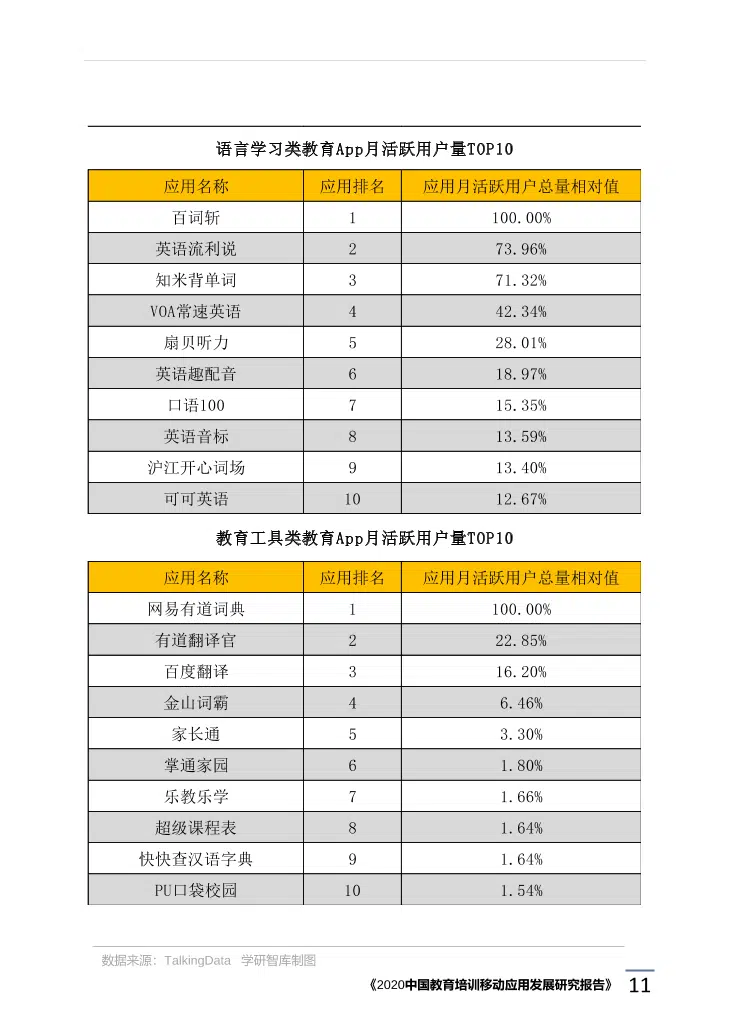 语言学习类教育App月活跃用户量TOP10
应用名称 应用排名 应用月活跃用户总量相对值
百词斩 1 100.00%
英语流利说 2 73.96%
知米背单词 3 71.32%
VOA常速英语 4 42.34%
扇贝听力 5 28.01%
英语趣配音 6 18.97%
口语100 7 15.35%
英语音标 8 13.59%
沪江开心词场 9 13.40%
可可英语 10 12.67%
教育工具类教育App月活跃用户量TOP10
应用名称 应用排名 应用月活跃用户总量相对值
网易有道词典 1 100.00%
有道翻译官 2 22.85%
百度翻译 3 16.20%
金山词霸 4 6.46%
家长通 5 3.30%
掌通家园 6 1.80%
乐教乐学 7 1.66%
超级课程表 8 1.64%
快快查汉语字典 9 1.64%
PU口袋校园 10 1.54%
数据来源：TalkingData 学研智库制图
《2020中国教育培训移动应用发展研究报告》 11